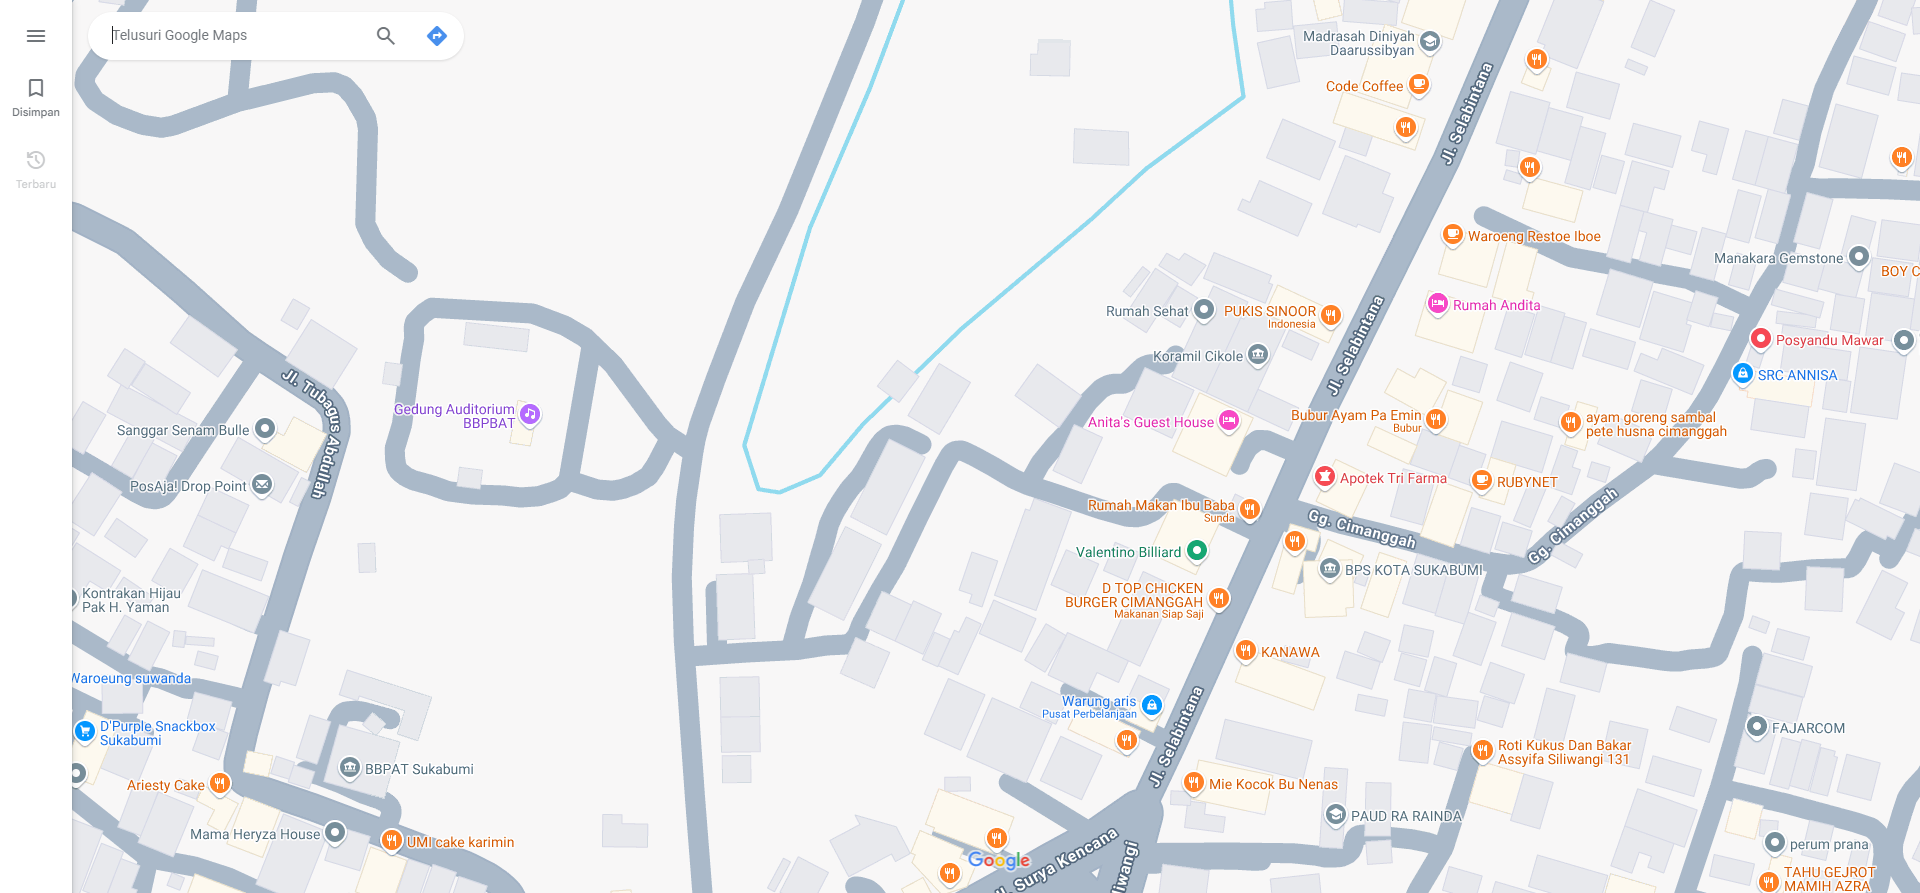 Telusuri Google Maps
Disimpan
Terbaru
Madrasah Diniyah
Daarussibyan
Code Coffee
Jl. Selabintana
Waroeng Restoe Iboe
Manakara Gemstone
BOY C
Rumah Andita
Rumah Sehat
PUKIS SINOOR
Indonesia
Koramil Cikole
Jl. Selabintana
Posyandu Mawar
SRC ANNISA
Jl. Tubagus Abdullah
Gedung Auditorium
BBPBAT
Sanggar Senam Bulle
PosAja! Drop Point
Anita's Guest House
Bubur Ayam Pa Emin
Bubur
ayam goreng sambal
pete husna cimanggah
Apotek Tri Farma
RUBYNET
Rumah Makan Ibu Baba
Sunda
Gg. Cimanggah
Gg. Cimanggah
Valentino Billiard
BPS KOTA SUKABUMI
D TOP CHICKEN
BURGER CIMANGGAH
Makanan Siap Saji
Kontrakan Hijau
Pak H. Yaman
KANAWA
Waroeung suwanda
Warung aris
Pusat Perbelanjaan
Jl. Selabintana
D'Purple Snackbox
Sukabumi
FAJARCOM
Roti Kukus Dan Bakar
Assyifa Siliwangi 131
BBPAT Sukabumi
Ariesty Cake
Mie Kocok Bu Nenas
PAUD RA RAINDA
Mama Heryza House
UMI cake karimin
perum prana
Google
Jl. Surya Kencana
liwangi
TAHU GEJROT
MAMIH AZRA